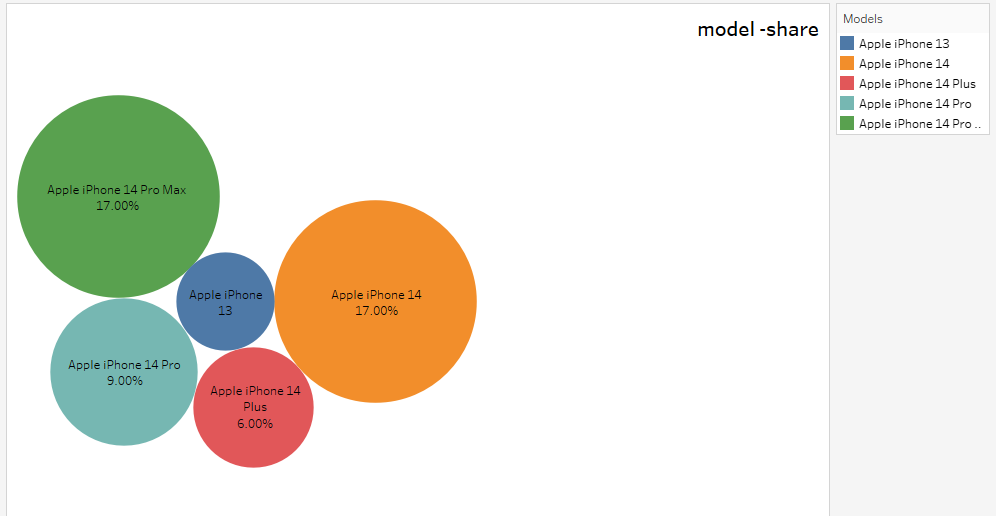 model -share
Models
Apple iPhone 13
Apple iPhone 14
Apple iPhone 14 Plus
Apple iPhone 14 Pro
Apple iPhone 14 Pro ..
Apple iPhone 14 Pro Max
17.00%
Apple iPhone
13
Apple iPhone 14
17.00%
Apple iPhone 14 Pro
9.00%
Apple iPhone 14
Plus
6.00%